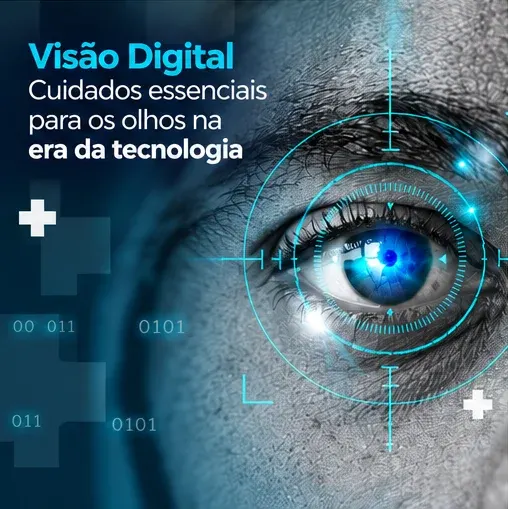 Visão Digital
Cuidados essenciais
para os olhos na
era da tecnologia
00 011
0101
011
0101